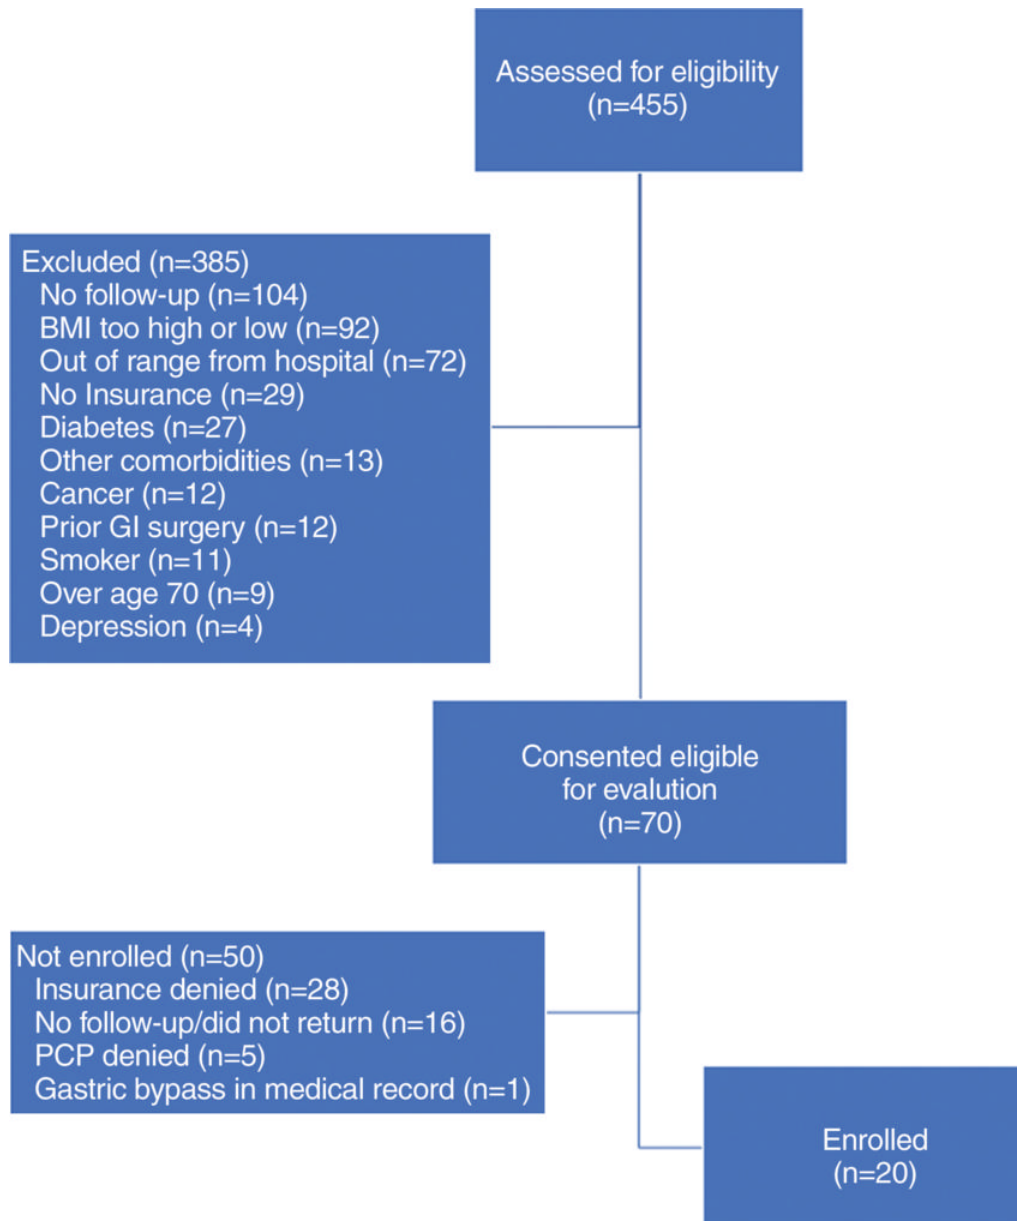 Assessed for eligibility
(n=455)
Excluded (n=385)
No follow-up (n=104)
BMI too high or low (n=92)
Out of range from hospital (n=72)
No Insurance (n=29)
Diabetes (n=27)
Other comorbidities (n=13)
Cancer (n=12)
Prior GI surgery (n=12)
Smoker (n=11)
Over age 70 (n=9)
Depression (n=4)
Consented eligible
for evalution
(n=70)
Not enrolled (n=50)
Insurance denied (n=28)
No follow-up/did not return (n=16)
PCP denied (n=5)
Gastric bypass in medical record (n=1)
Enrolled
(n=20)